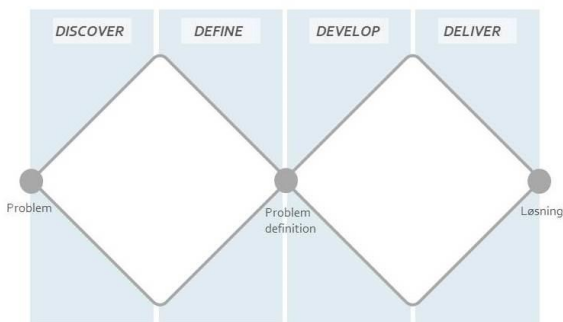 DISCOVER
DEFINE
DEVELOP
DELIVER
Problem
Problem
definition
Løsning